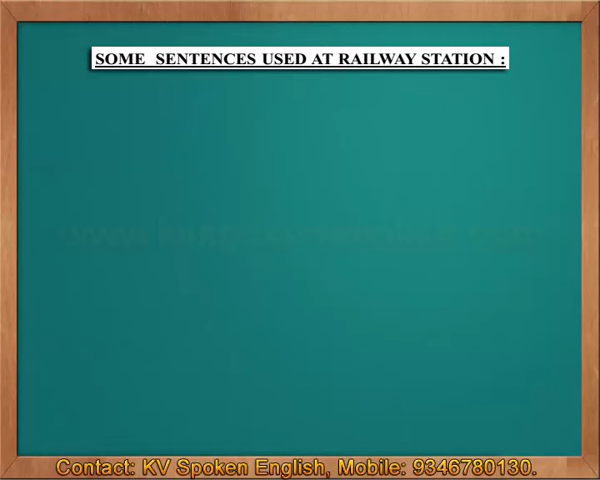 SOME SENTENCES USED AT RAILWAY STATION :
Contact: KV Spoken English, Mobile: 9346780130.